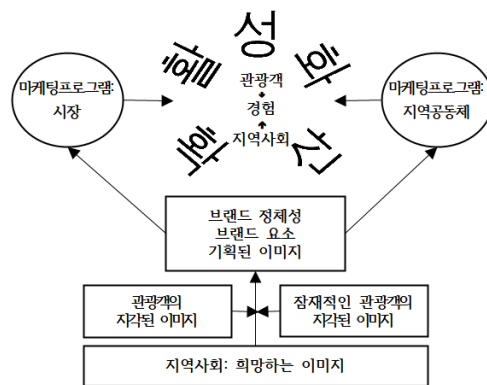 성
화
마케팅프로그램:
시장
관광객
경험
지역사회
마케팅프로그램:
지역공동체
브랜드 정체성
브랜드 요소
기획된 이미지
관광객의
지각된 이미지
잠재적인 관광객의
지각된 이미지
지역사회: 희망하는 이미지